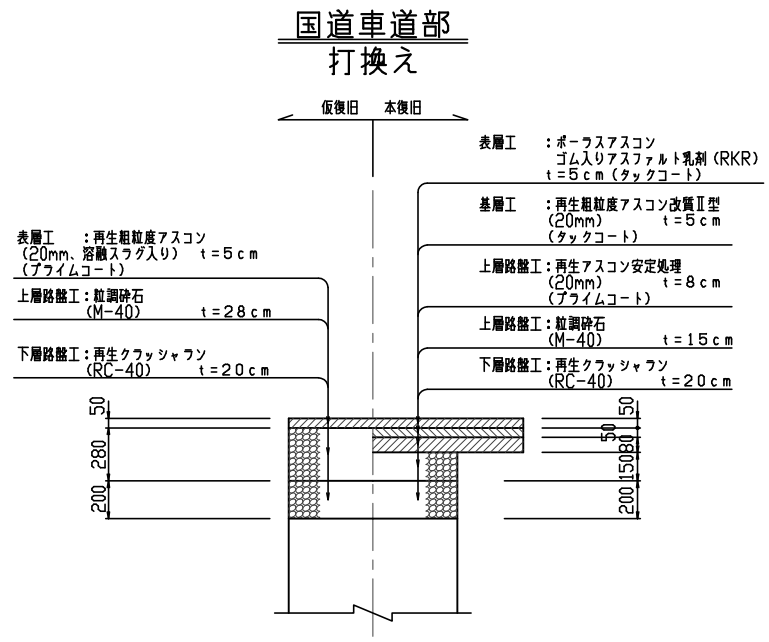 国道車道部
打換え
仮復旧 本復旧
表層工 :ポーラスアスコン
ゴム入りアスファルト乳剤(RKR)
t=5cm(タックコート)
基層工 :再生粗粒度アスコン改質Ⅱ型
(20mm) t=5cm
(タックコート)
上層路盤工:再生アスコン安定処理
(20mm) t=8cm
(プライムコート)
上層路盤工:粒調砕石
(M-40) t=15cm
下層路盤工:再生クラッシャラン
(RC-40) t=20cm
表層工 :再生粗粒度アスコン
(20mm、溶融スラグ入り) t=5cm
(プライムコート)
上層路盤工:粒調砕石
(M-40) t=28cm
下層路盤工:再生クラッシャラン
(RC-40) t=20cm
50
280
200
50
50
80
150
200